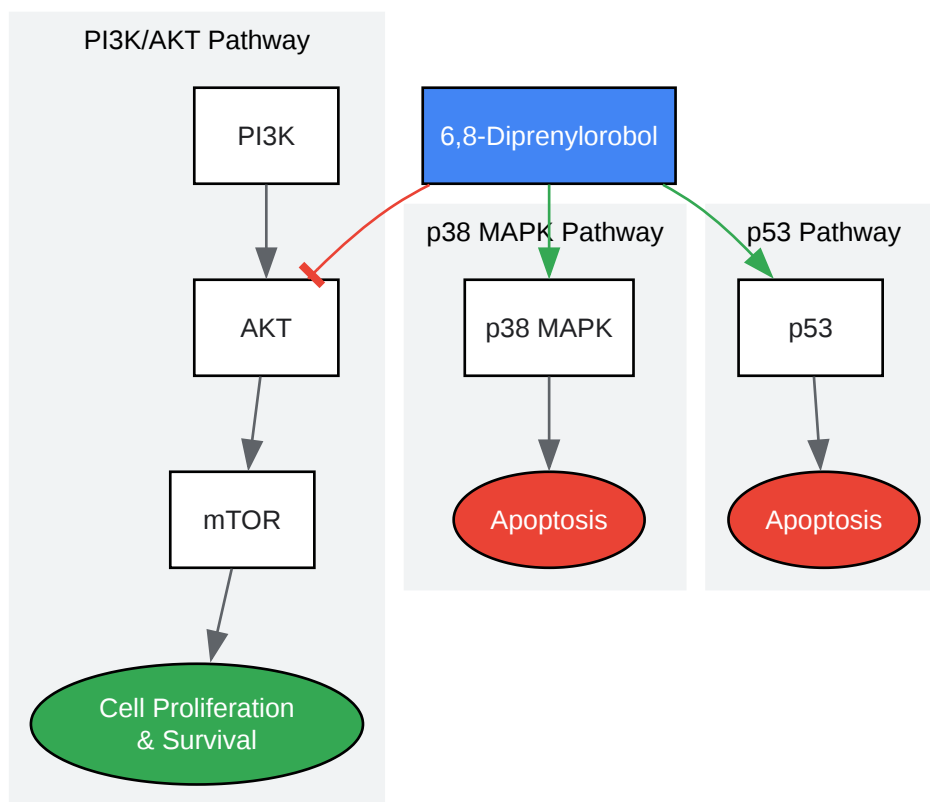 PI3K/AKT Pathway
PI3K
6,8-Diprenylorobol
p38 MAPK Pathway
p53 Pathway
AKT
p38 MAPK
p53
mTOR
Apoptosis
Apoptosis
Cell Proliferation
& Survival